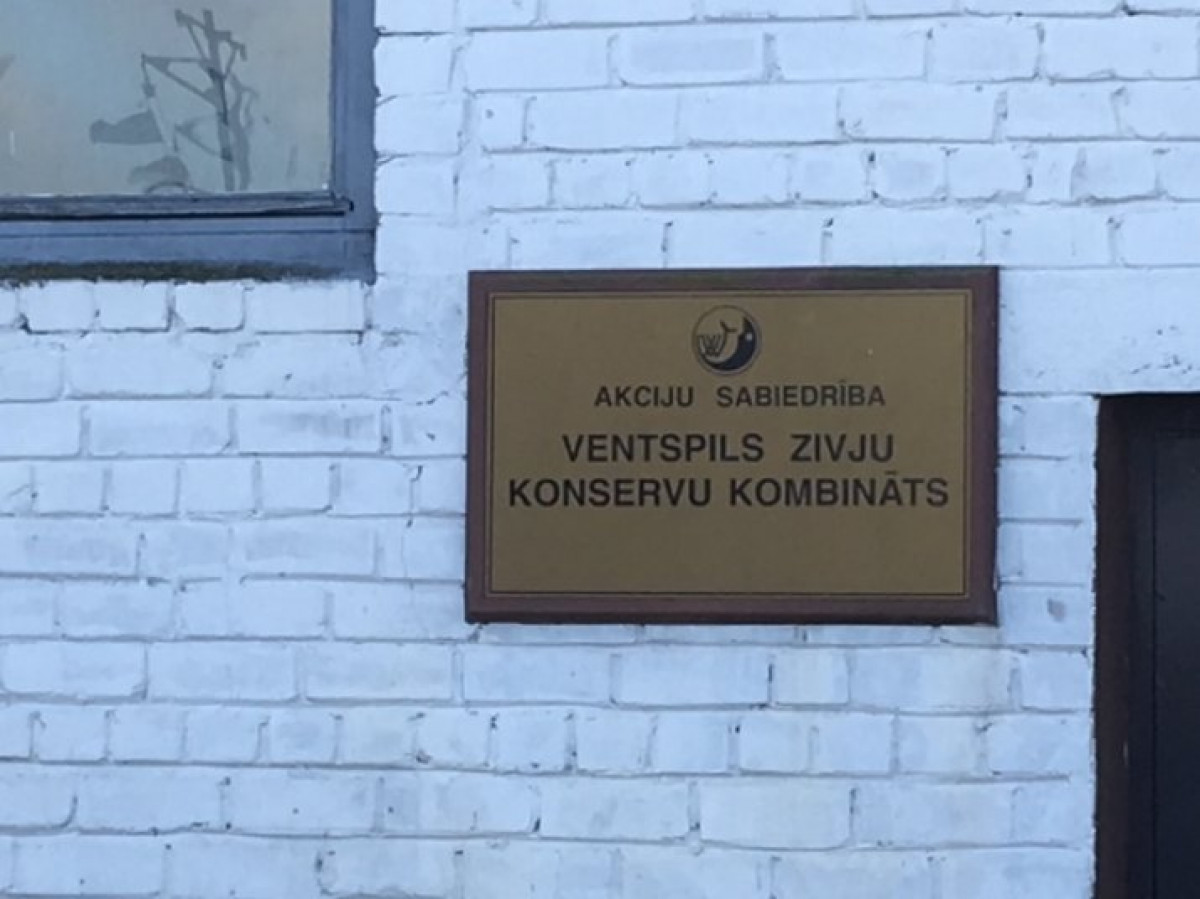 AKCIJU SABIEDRĪBA
VENTSPILS ZIVJU
KONSERVU KOMBINĀTS